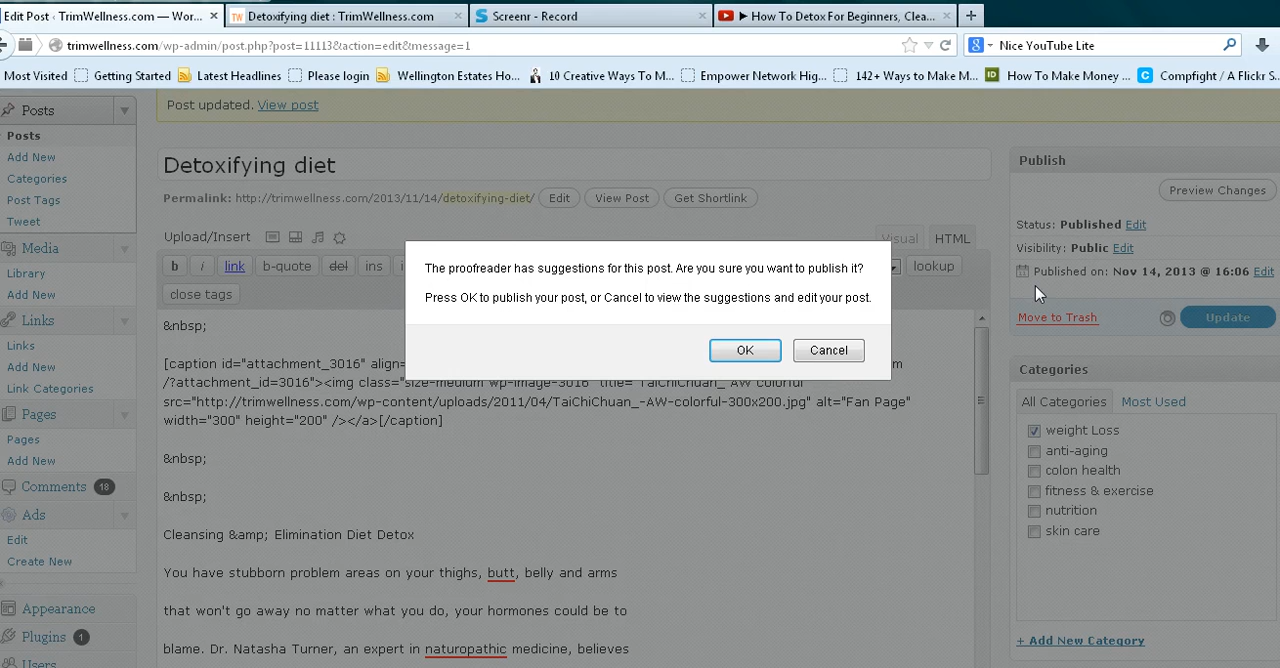 Edit Post ‹ TrimWellness.com — Wor...
Detoxifying diet : TrimWellness.com
Screenr - Record
▶ How To Detox For Beginners, Clea...
trimwellness.com/wp-admin/post.php?post=11113&action=edit&message=1
Nice YouTube Lite
Most Visited
Getting Started
Latest Headlines
Please login
Wellington Estates Ho...
10 Creative Ways To M...
Empower Network Hig...
142+ Ways to Make M...
How To Make Money ...
Compfight / A Flickr S...
Posts
Posts
Add New
Categories
Post Tags
Tweet
Media
Library
Add New
Links
Links
Add New
Link Categories
Pages
Pages
Add New
Comments 18
Ads
Edit
Create New
Appearance
Plugins 1
Users
Post updated. View post
Detoxifying diet
Permalink: http://trimwellness.com/2013/11/14/detoxifying-diet/ Edit View Post Get Shortlink
Upload/Insert
Visual HTML
b i link b-quote del ins lookup
close tags
The proofreader has suggestions for this post. Are you sure you want to publish it?
Press OK to publish your post, or Cancel to view the suggestions and edit your post.
OK Cancel
&nbsp;
[caption id="attachment_3016" align=
/?attachment_id=3016"><img class="size-medium wp-image-3016" title="TaiChiChuan_ AW colorful"
src="http://trimwellness.com/wp-content/uploads/2011/04/TaiChiChuan_-AW-colorful-300x200.jpg" alt="Fan Page"
width="300" height="200" /></a>[/caption]
&nbsp;
&nbsp;
Cleansing &amp; Elimination Diet Detox
You have stubborn problem areas on your thighs, butt, belly and arms
that won't go away no matter what you do, your hormones could be to
blame. Dr. Natasha Turner, an expert in naturopathic medicine, believes
Publish
Preview Changes
Status: Published Edit
Visibility: Public Edit
Published on: Nov 14, 2013 @ 16:06 Edit
Move to Trash
Update
Categories
All Categories Most Used
weight Loss
anti-aging
colon health
fitness & exercise
nutrition
skin care
+ Add New Category